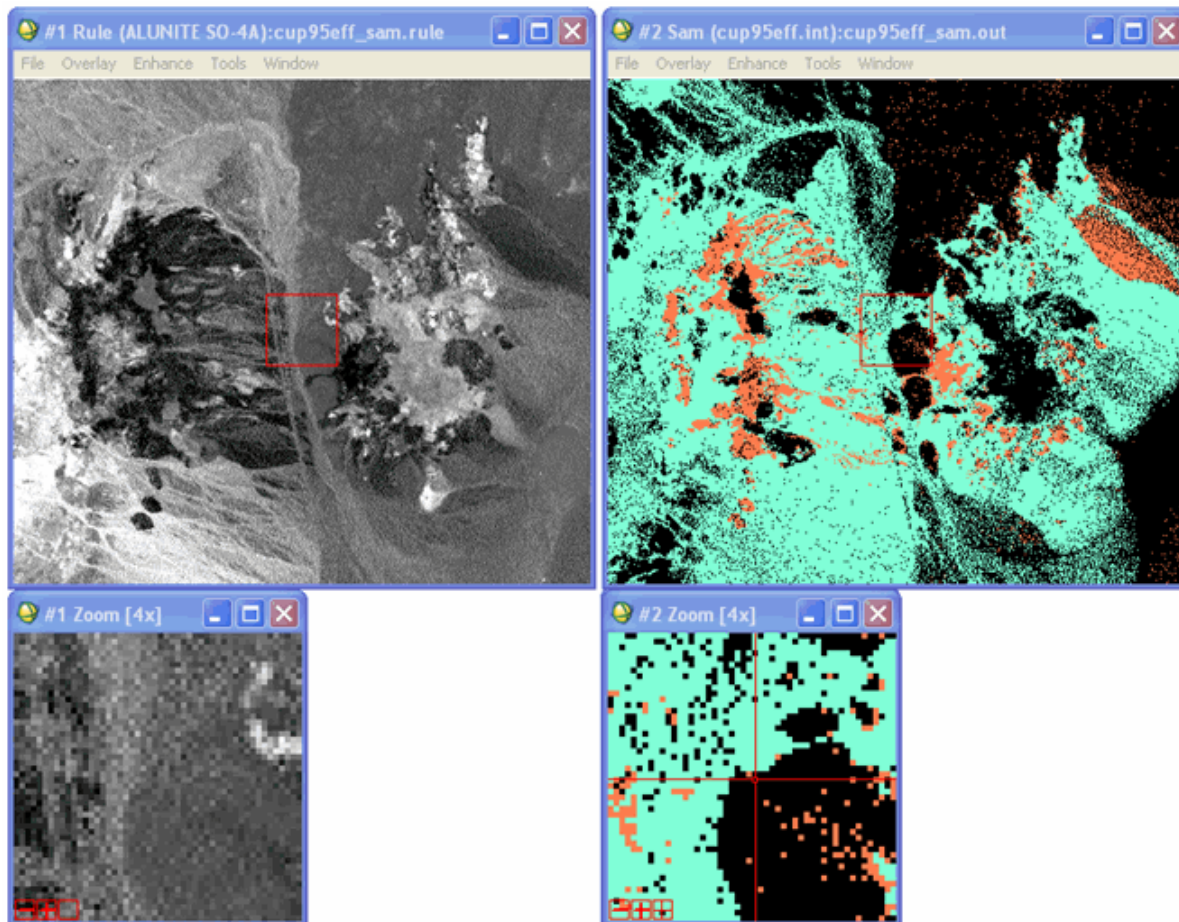 #1 Rule (ALUNITE SO-4A):cup95eff_sam.rule
File Overlay Enhance Tools Window
#2 Sam (cup95eff.int):cup95eff_sam.out
File Overlay Enhance Tools Window
#1 Zoom [4x]
#2 Zoom [4x]